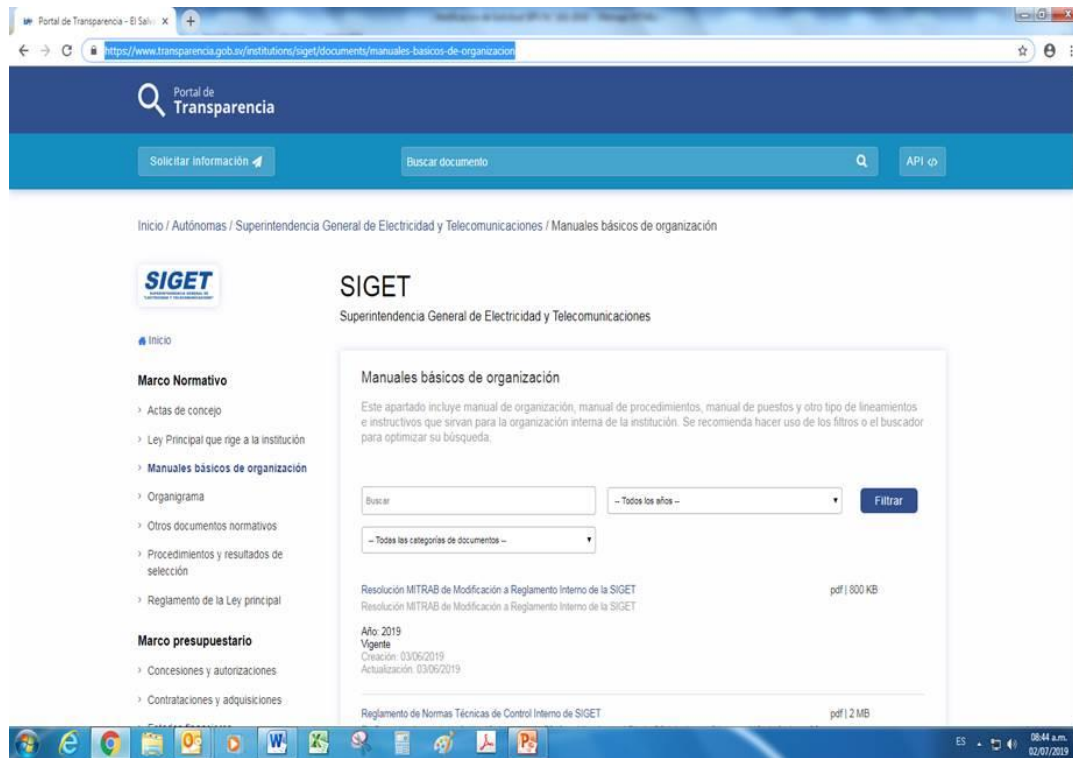 Portal de Transparencia - El Salv
https://www.transparencia.gob.sv/institutions/siget/documents/manuales-basicos-de-organizacion
Portal de
Transparencia
Solicitar información
Buscar documento
API
Inicio / Autónomas / Superintendencia General de Electricidad y Telecomunicaciones / Manuales básicos de organización
SIGET
SIGET
Superintendencia General de Electricidad y Telecomunicaciones
Inicio
Marco Normativo
Actas de concejo
Ley Principal que rige a la institución
Manuales básicos de organización
Organigrama
Otros documentos normativos
Procedimientos y resultados de
selección
Reglamento de la Ley principal
Marco presupuestario
Concesiones y autorizaciones
Contrataciones y adquisiciones
Manuales básicos de organización
Este apartado incluye manual de organización, manual de procedimientos, manual de puestos y otro tipo de lineamientos
e instructivos que sirvan para la organización interna de la institución. Se recomienda hacer uso de los filtros o el buscador
para optimizar su búsqueda.
Buscar
-- Todos los años --
Filtrar
-- Todas las categorías de documentos --
Resolución MITRAB de Modificación a Reglamento Interno de la SIGET
pdf | 800 KB
Resolución MITRAB de Modificación a Reglamento Interno de la SIGET
Año: 2019
Vigente
Creación: 03/06/2019
Actualización: 03/06/2019
Reglamento de Normas Técnicas de Control Interno de SIGET
pdf | 2 MB
ES
08:44 a.m.
02/07/2019